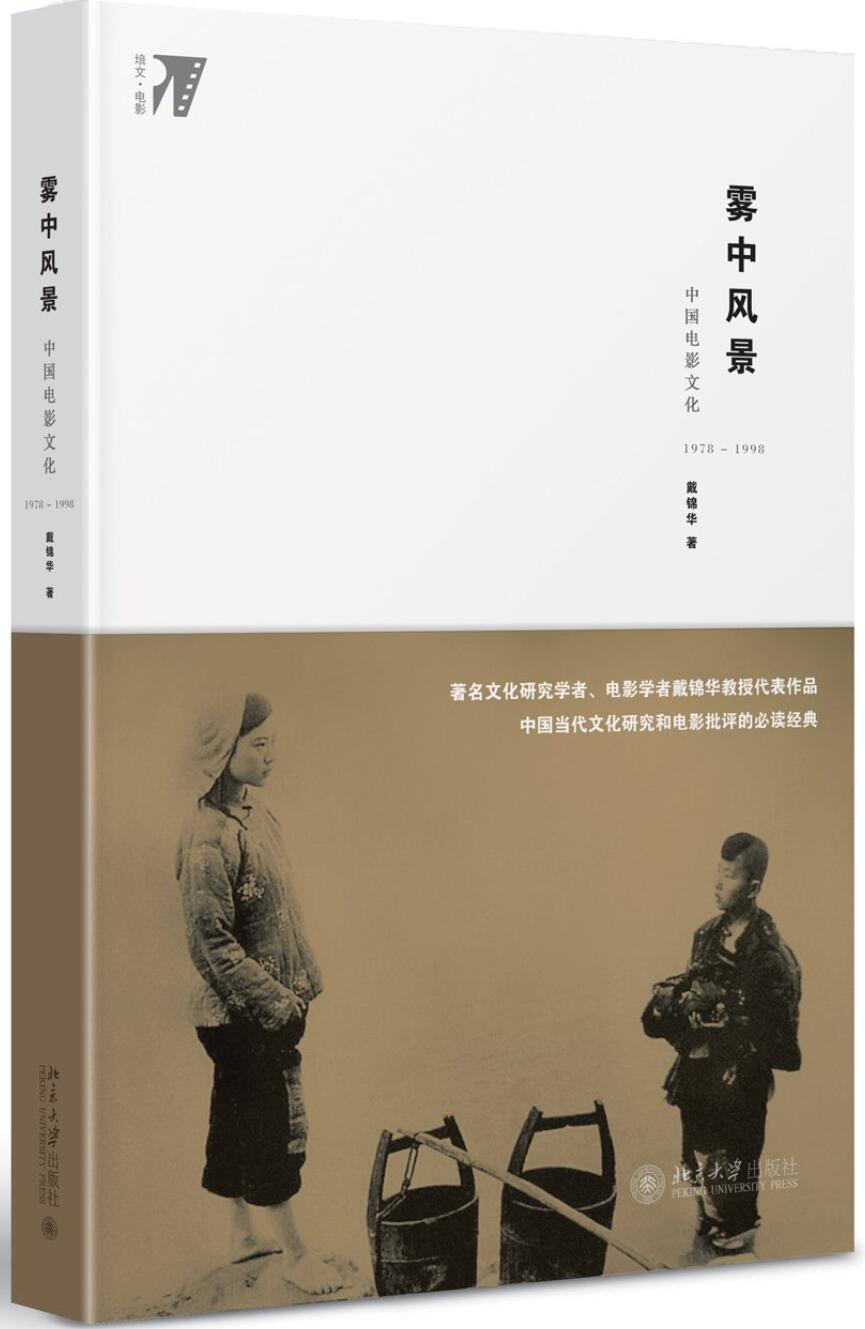 雾中风景
中国电影文化
1978-1998
戴锦华 著
北京大学出版社
PEKING UNIVERSITY PRESS
培文·电影
雾中风景
中国电影文化
1978-1998
戴锦华 著
著名文化研究学者、电影学者戴锦华教授代表作品
中国当代文化研究和电影批评的必读经典
北京大学出版社
PEKING UNIVERSITY PRESS